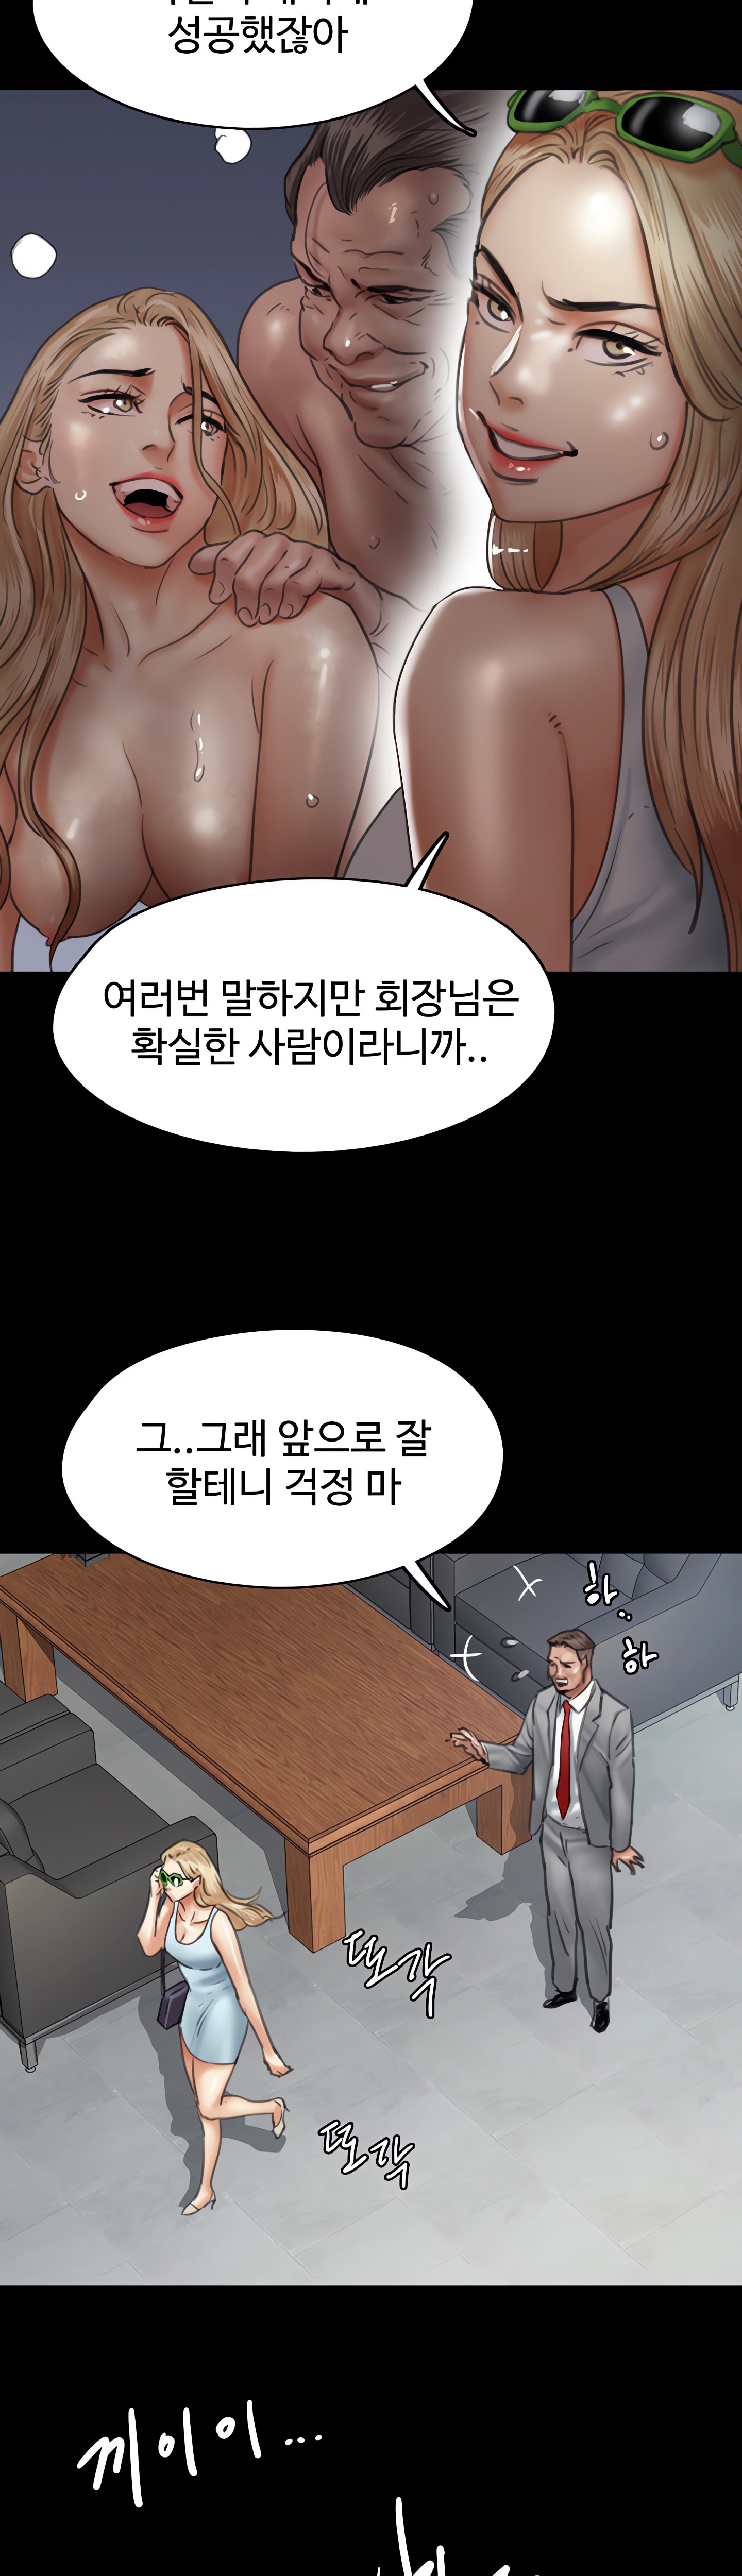 성공했잖아
여러번 말하지만 회장님은
확실한 사람이라니까..
그..그래 앞으로 잘
할테니 걱정 마
하..
하
또각
또각
끼이이...